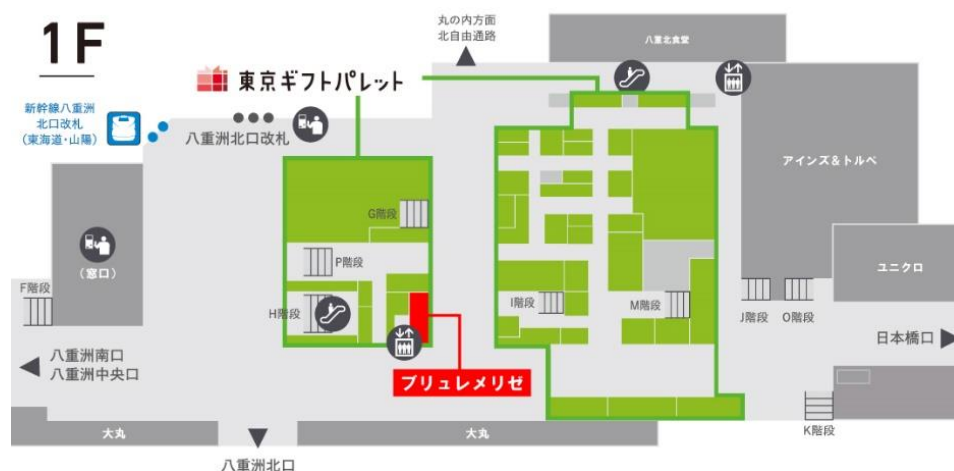 1F
丸の内方面
北自由通路
八重北食堂
東京ギフトパレット
新幹線八重洲
北口改札
(東海道・山陽)
八重洲北口改札
アインズ&トルペ
G階段
(窓口)
P階段
ユニクロ
F階段
H階段
I階段
M階段
J階段
O階段
日本橋口
八重洲南口
八重洲中央口
ブリュレメリゼ
K階段
大丸
大丸
八重洲北口